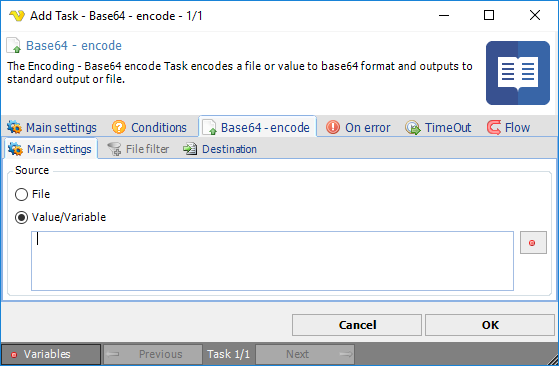 Add Task - Base64 - encode - 1/1
Base64 - encode
The Encoding - Base64 encode Task encodes a file or value to base64 format and outputs to
standard output or file.
Main settings Conditions Base64 - encode On error TimeOut Flow
Main settings File filter Destination
Source
File
Value/Variable
Cancel OK
Variables Previous Task 1/1 Next